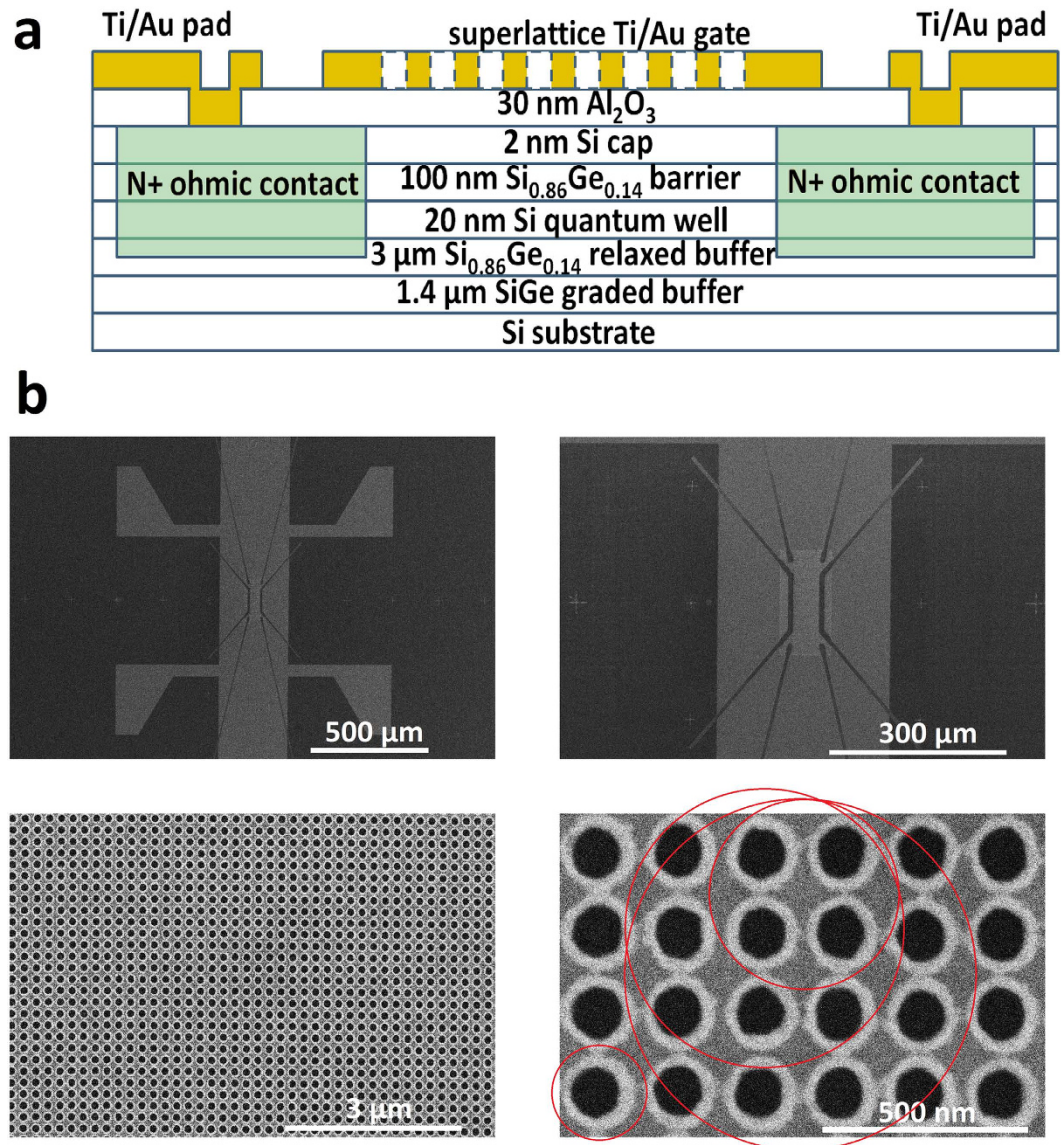 a
Ti/Au pad
superlattice Ti/Au gate
Ti/Au pad
30 nm Al₂O₃
2 nm Si cap
N+ ohmic contact
100 nm Si₀.₈₆Ge₀.₁₄ barrier
N+ ohmic contact
20 nm Si quantum well
3 μm Si₀.₈₆Ge₀.₁₄ relaxed buffer
1.4 μm SiGe graded buffer
Si substrate
b
500 μm
300 μm
3 μm
500 nm